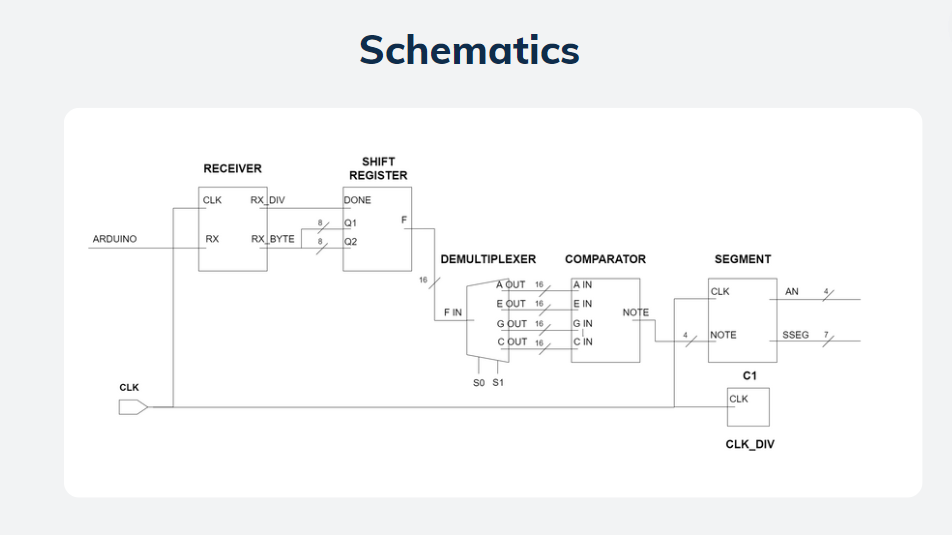 Schematics
RECEIVER
SHIFT
REGISTER
CLK
RX_DIV
DONE
8
Q1
F
ARDUINO
RX
RX_BYTE
8
Q2
DEMULTIPLEXER
COMPARATOR
SEGMENT
16
A OUT
16
A IN
CLK
AN
4
E OUT
16
E IN
F IN
NOTE
G OUT
16
G IN
4
NOTE
SSEG
7
C OUT
16
C IN
S0
S1
C1
CLK
CLK
CLK_DIV